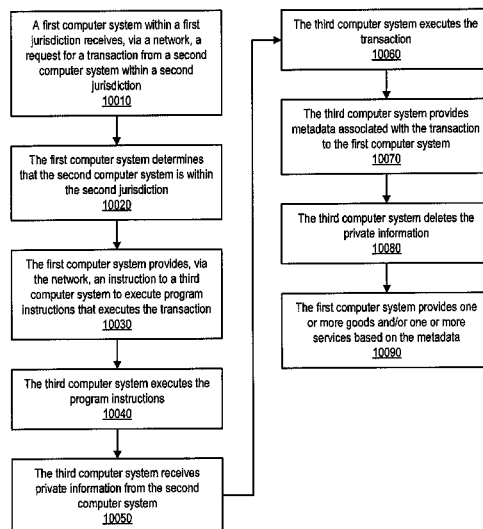 A first computer system within a first
jurisdiction receives, via a network, a
request for a transaction from a second
computer system within a second
jurisdiction
10010
The first computer system determines
that the second computer system is within
the second jurisdiction
10020
The first computer system provides, via
the network, an instruction to a third
computer system to execute program
instructions that executes the transaction
10030
The third computer system executes the
program instructions
10040
The third computer system receives
private information from the second
computer system
10050
The third computer system executes the
transaction
10060
The third computer system provides
metadata associated with the transaction
to the first computer system
10070
The third computer system deletes the
private information
10080
The first computer system provides one
or more goods and/or one or more
services based on the metadata
10090